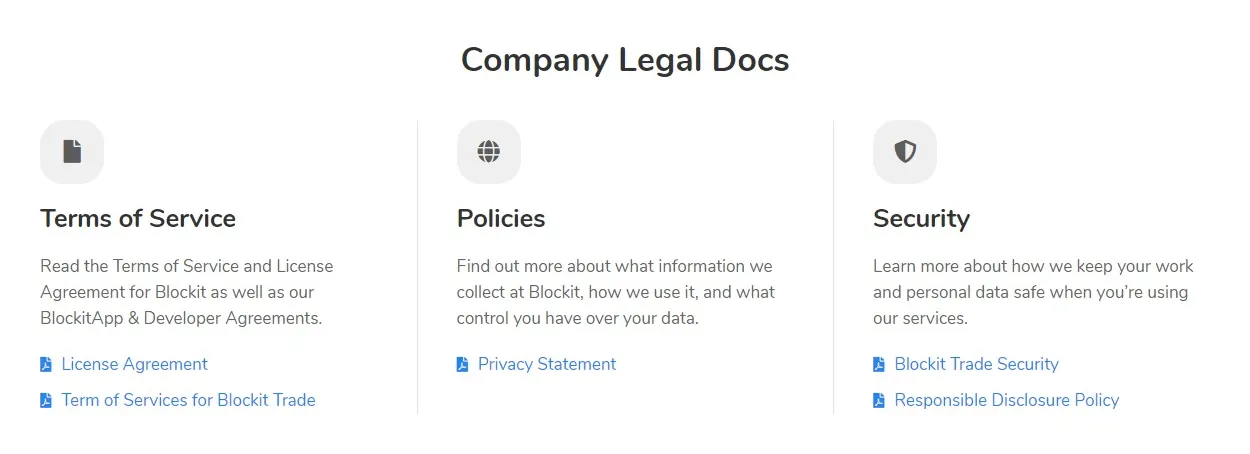 Company Legal Docs
Terms of Service
Read the Terms of Service and License
Agreement for Blockit as well as our
BlockitApp & Developer Agreements.
License Agreement
Term of Services for Blockit Trade
Policies
Find out more about what information we
collect at Blockit, how we use it, and what
control you have over your data.
Privacy Statement
Security
Learn more about how we keep your work
and personal data safe when you’re using
our services.
Blockit Trade Security
Responsible Disclosure Policy